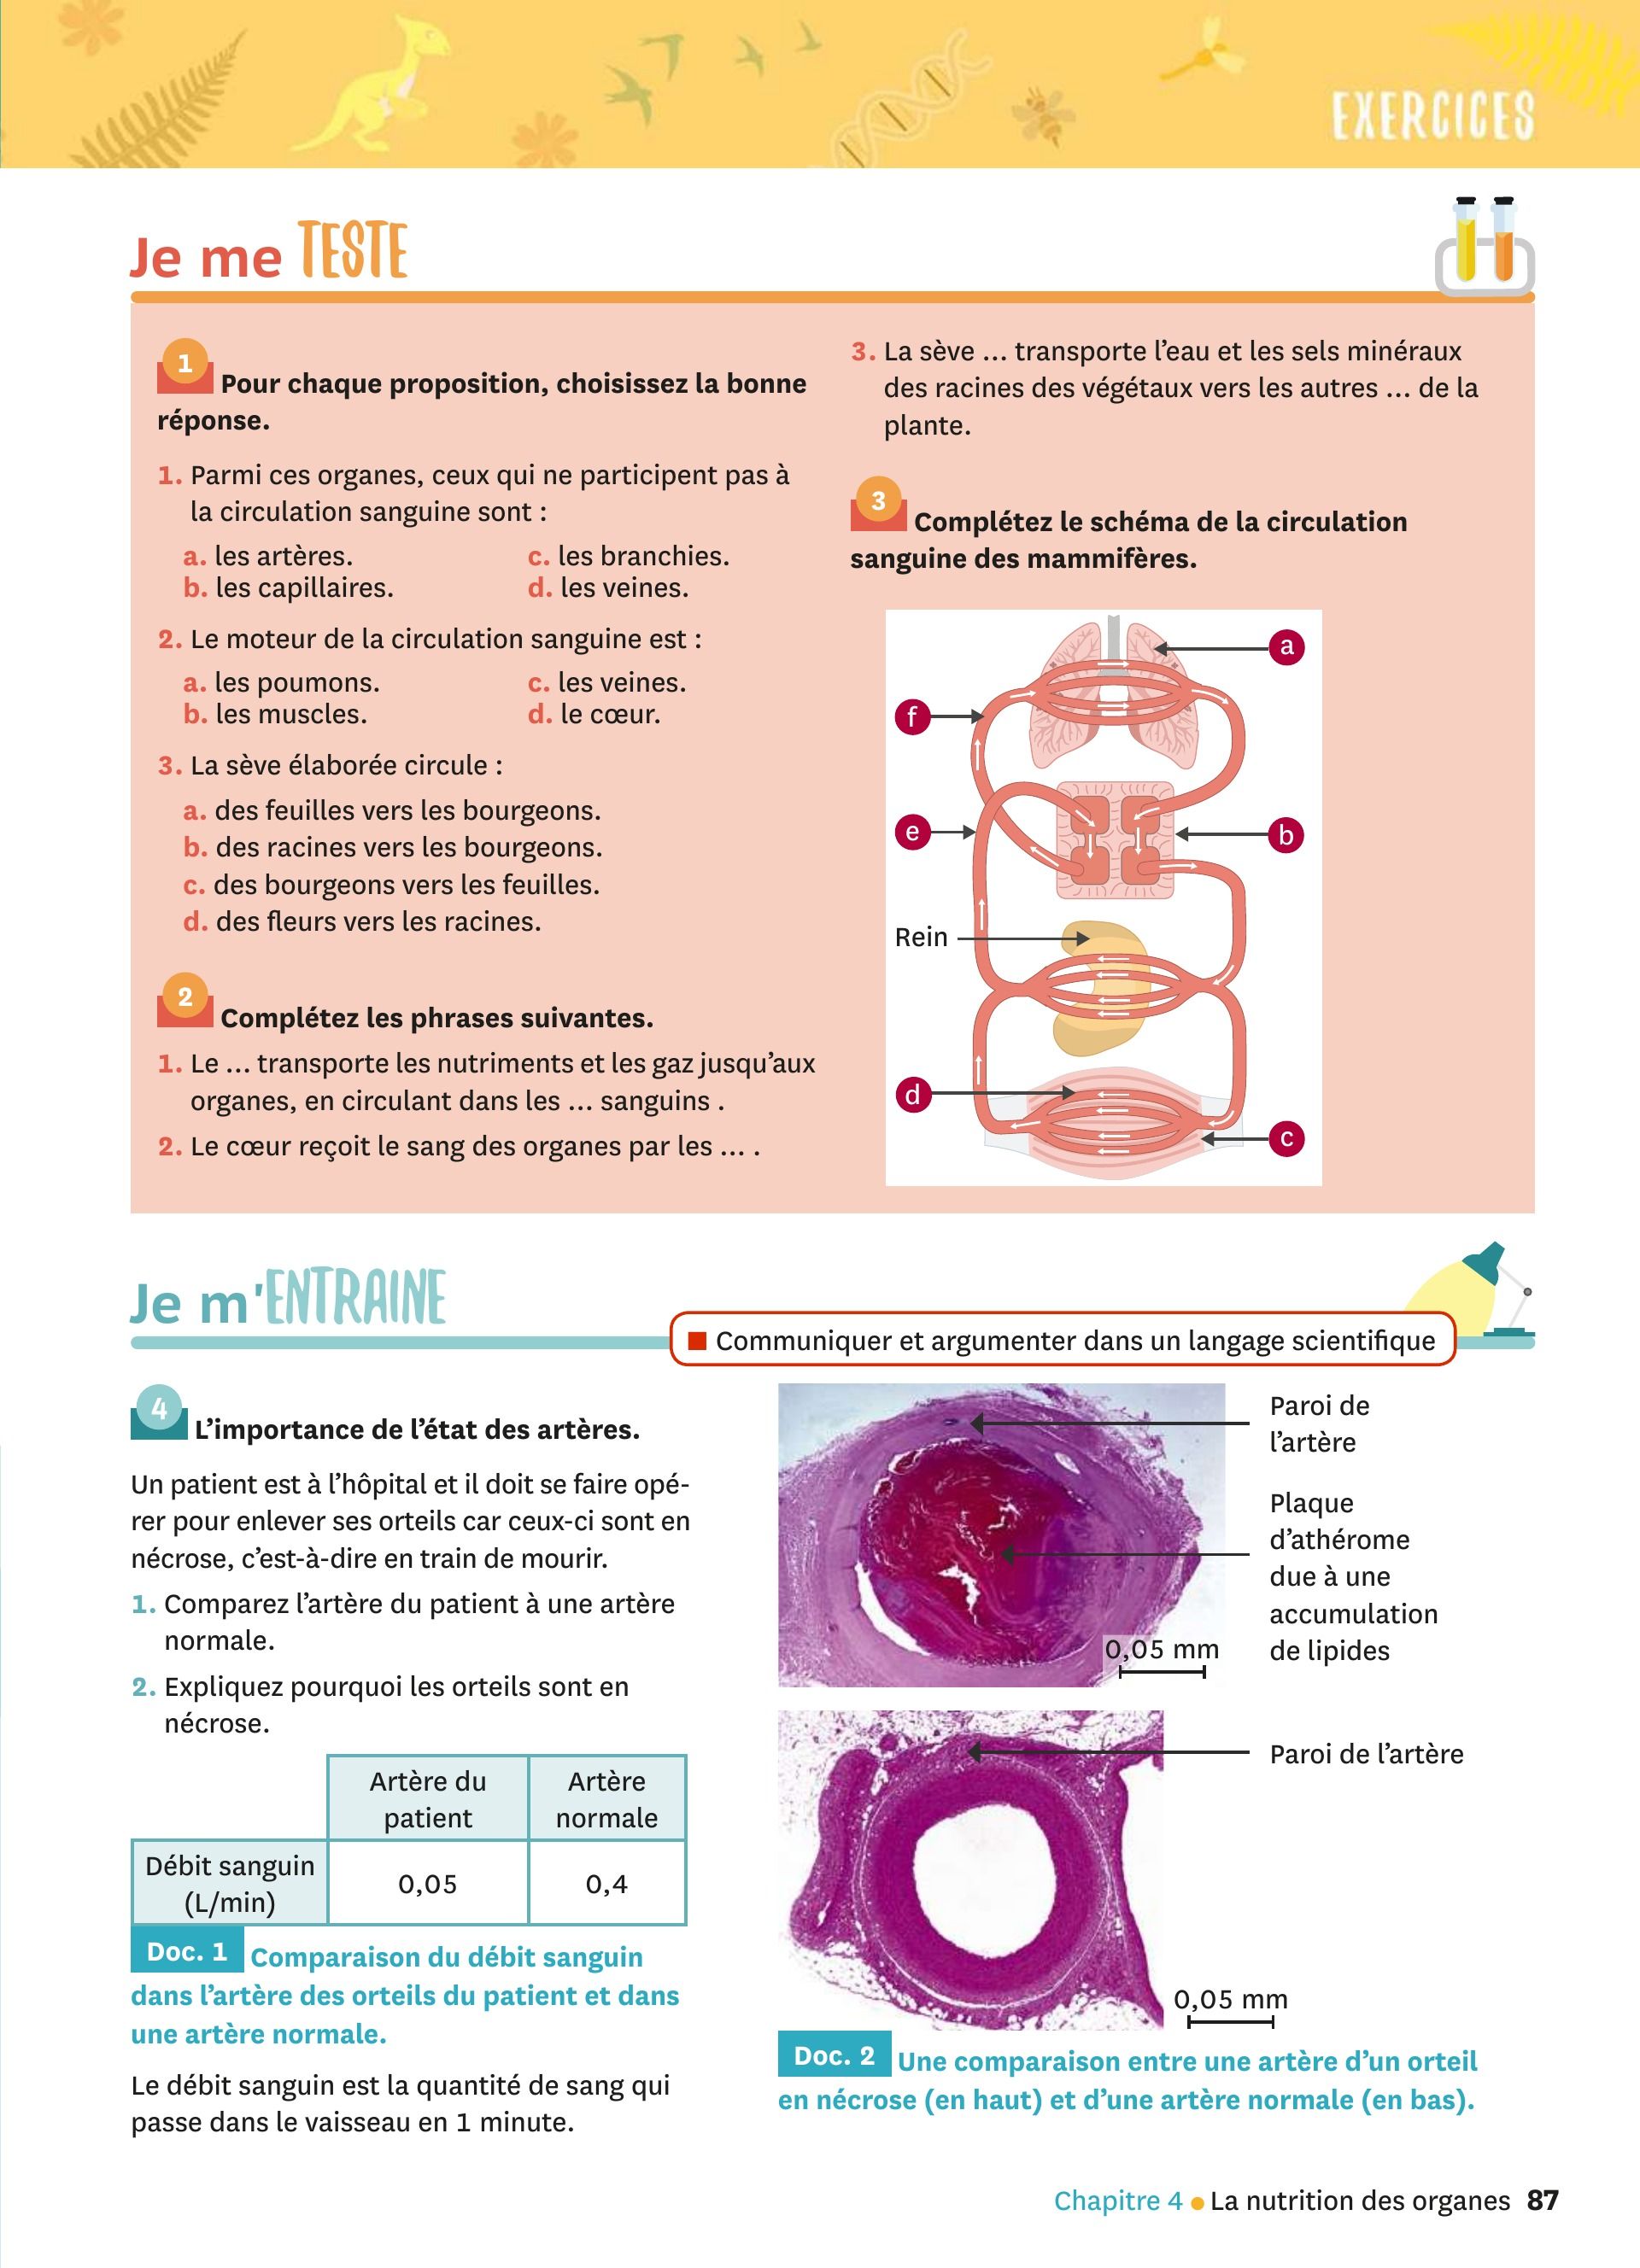 EXERCICES
Je me TESTE
1 Pour chaque proposition, choisissez la bonne
réponse.
1. Parmi ces organes, ceux qui ne participent pas à
la circulation sanguine sont :
a. les artères.
b. les capillaires.
c. les branchies.
d. les veines.
2. Le moteur de la circulation sanguine est :
a. les poumons.
b. les muscles.
c. les veines.
d. le cœur.
3. La sève élaborée circule :
a. des feuilles vers les bourgeons.
b. des racines vers les bourgeons.
c. des bourgeons vers les feuilles.
d. des fleurs vers les racines.
2 Complétez les phrases suivantes.
1. Le ... transporte les nutriments et les gaz jusqu'aux
organes, en circulant dans les ... sanguins .
2. Le cœur reçoit le sang des organes par les ... .
3. La sève ... transporte l'eau et les sels minéraux
des racines des végétaux vers les autres ... de la
plante.
3 Complétez le schéma de la circulation
sanguine des mammifères.
a
f
e
b
Rein
d
c
Je m'ENTRAINE
Communiquer et argumenter dans un langage scientifique
4 L'importance de l'état des artères.
Un patient est à l'hôpital et il doit se faire opé-
rer pour enlever ses orteils car ceux-ci sont en
nécrose, c'est-à-dire en train de mourir.
1. Comparez l'artère du patient à une artère
normale.
2. Expliquez pourquoi les orteils sont en
nécrose.
Artère du
patient
Artère
normale
Débit sanguin
(L/min)
0,05
0,4
Doc. 1 Comparaison du débit sanguin
dans l'artère des orteils du patient et dans
une artère normale.
Le débit sanguin est la quantité de sang qui
passe dans le vaisseau en 1 minute.
Paroi de
l'artère
Plaque
d'athérome
due à une
accumulation
de lipides
0,05 mm
Paroi de l'artère
0,05 mm
Doc. 2 Une comparaison entre une artère d'un orteil
en nécrose (en haut) et d'une artère normale (en bas).
Chapitre 4 • La nutrition des organes 87